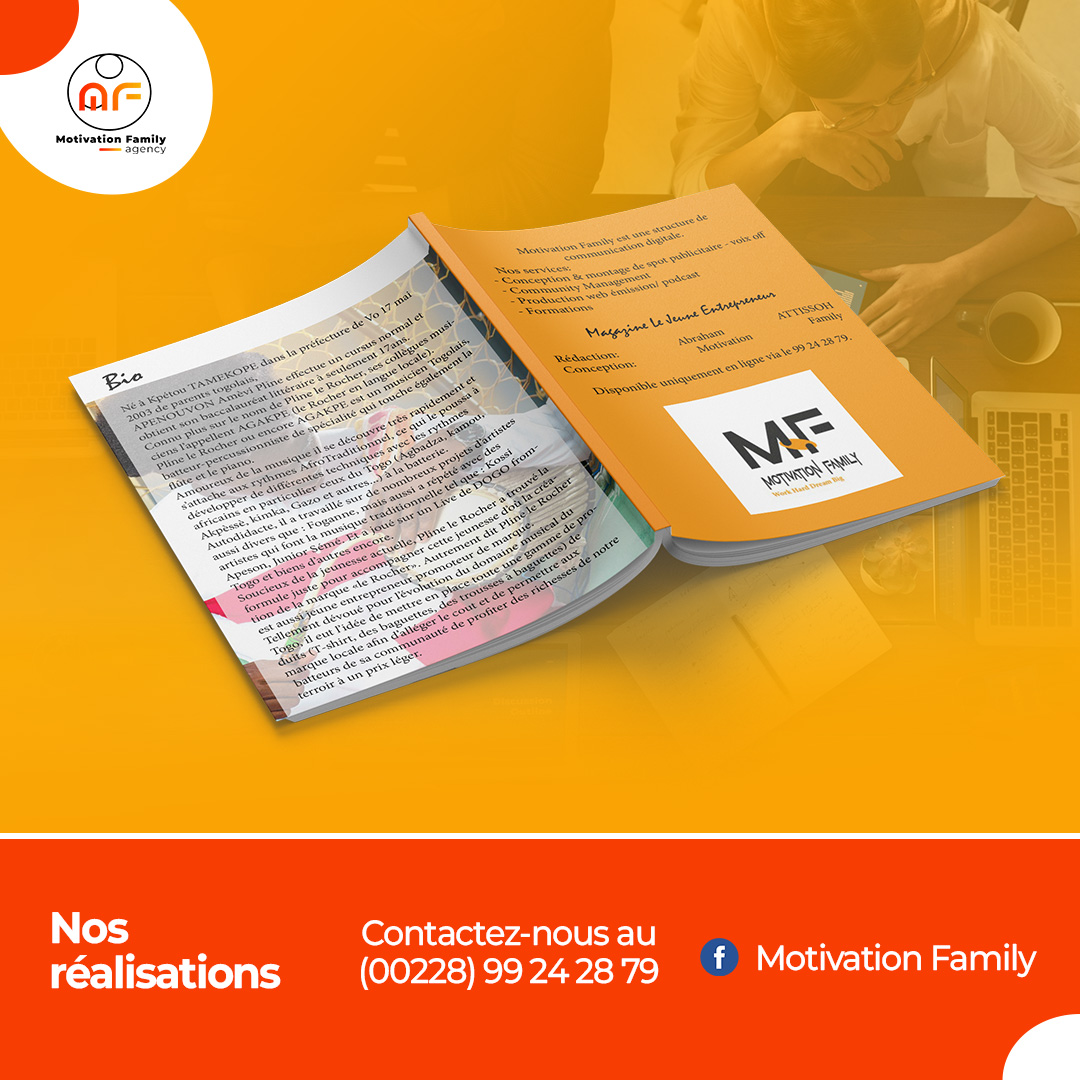 MF
Motivation Family
agency
Bio
Né à Kpétou TAMEKOPE dans la préfecture de Vo 17 mai
2003 de parents togolais.
APENOUVON Amévi Pline effectue un cursus normal et
obtient son baccalauréat littéraire à seulement 17ans.
Connu plus sur le nom de Pline le Rocher, ses collègues musi-
ciens l'appellent AGAKPE (le Rocher en langue locale).
Pline le Rocher ou encore AGAKPE est un musicien Togolais,
batteur-percussionniste de spécialité qui touche également la
flûte et le piano.
Amoureux de la musique, il se découvre très rapidement et
s'attache aux rythmes AfroTraditionnel, ce qui le poussi à
développer de différentes techniques avec des rythmes
africains en particulier ceux du Togo ( Agbadza, kamou
Akpèssè, kinka, Gazo et autres.) à la batterie.
Autodidacte, il a travaillé sur de nombreux projets d'artistes
aussi divers que : Foganne, mais aussi a répété avec des
artistes qui font la musique traditionnelle telle que : Kossi
Apeson, Junior Sémé. Et a joué sur un live de DOGO from
Togo et biens d'autres encore.
Soucieux de la jeunesse actuelle, Pline le Rocher a trouvé la
formule juste pour accompagner cette jeunesse d'où la créa-
tion de la marque «le Rocher». Autrement dit Pline le Rocher
est aussi jeune entrepreneur, promoteur de marque.
Tellement dévoué pour l'évolution du domaine musical du
Togo, il eut l'idée de mettre en place toute une gamme de pro-
duits (T-shirt, des baguettes, les trousses à baguettes) de
marque locale afin d'alléger le cout et de permettre aux
batteurs de sa communauté de profiter des richesses de notre
terroir à un prix léger.
Motivation Family est une structure de
communication digitale.
Nos services:
- Conception & montage de spot publicitaire - voix off
- Community Management
- Production web émission/ podcast
- Formations
Magazine Le Jeune Entrepreneur
Rédaction: Abraham ATTISSOH
Conception: Motivation Family
Disponible uniquement en ligne via le 99 24 28 79.
MF
MOTIVATION FAMILY
Work Hard Dream Big
Nos
réalisations
Contactez-nous au
(00228) 99 24 28 79
f Motivation Family